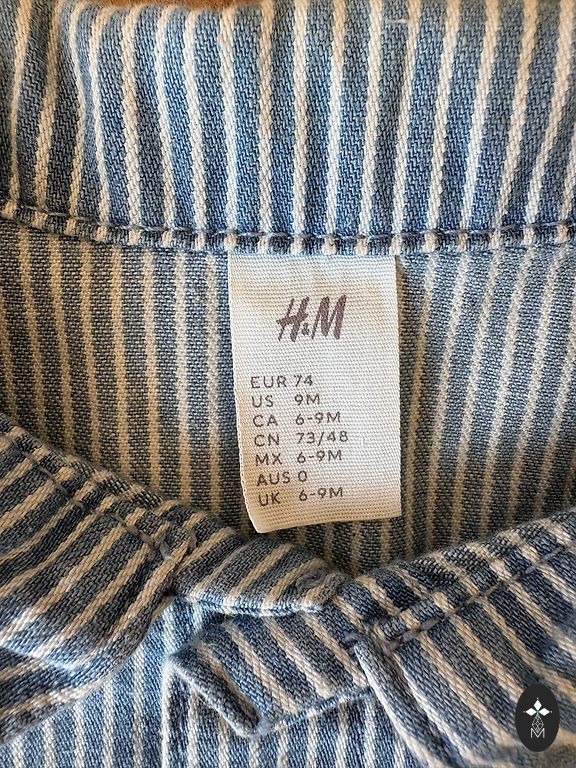 H&M
EUR 74
US 9M
CA 6-9M
CN 73/48
MX 6-9M
AUS 0
UK 6-9M